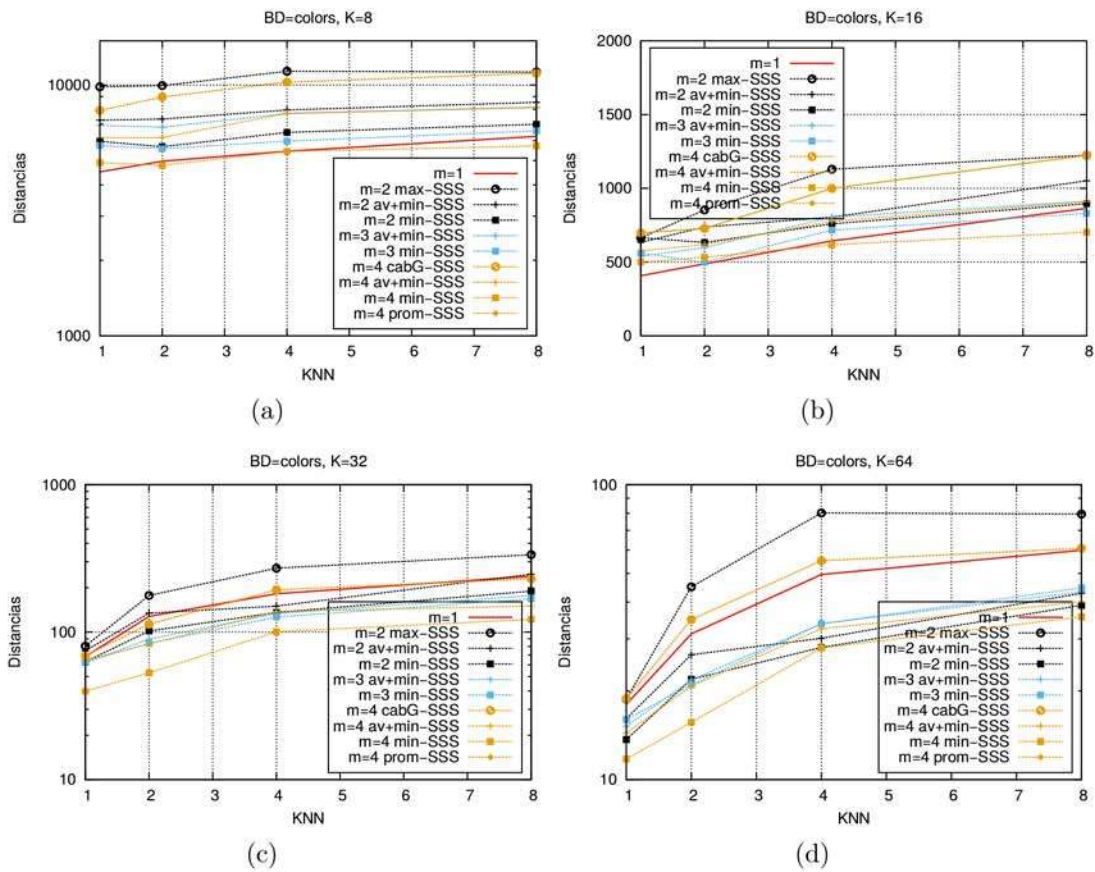 BD=colors, K=8
Distancias
10000
1000
m=1
m=2 max-SSS
m=2 av+min-SSS
m=2 min-SSS
m=3 av+min-SSS
m=3 min-SSS
m=4 cabG-SSS
m=4 av+min-SSS
m=4 min-SSS
m=4 prom-SSS
1 2 3 4 5 6 7 8
KNN
(a)
BD=colors, K=16
Distancias
2000
1500
1000
500
0
m=1
m=2 max-SSS
m=2 av+min-SSS
m=2 min-SSS
m=3 av+min-SSS
m=3 min-SSS
m=4 cabG-SSS
m=4 av+min-SSS
m=4 min-SSS
m=4 prom-SSS
1 2 3 4 5 6 7 8
KNN
(b)
BD=colors, K=32
Distancias
1000
100
10
m=1
m=2 max-SSS
m=2 av+min-SSS
m=2 min-SSS
m=3 av+min-SSS
m=3 min-SSS
m=4 cabG-SSS
m=4 av+min-SSS
m=4 min-SSS
m=4 prom-SSS
1 2 3 4 5 6 7 8
KNN
(c)
BD=colors, K=64
Distancias
100
10
m=1
m=2 max-SSS
m=2 av+min-SSS
m=2 min-SSS
m=3 av+min-SSS
m=3 min-SSS
m=4 cabG-SSS
m=4 av+min-SSS
m=4 min-SSS
m=4 prom-SSS
1 2 3 4 5 6 7 8
KNN
(d)